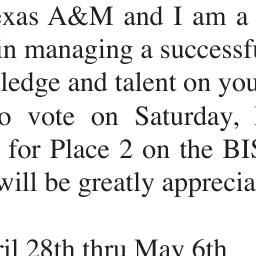 exas A&M and I am a
in managing a successfu
ledge and talent on you
o vote on Saturday,
for Place 2 on the BIS
will be greatly apprecia
ril 28th thru May 6th